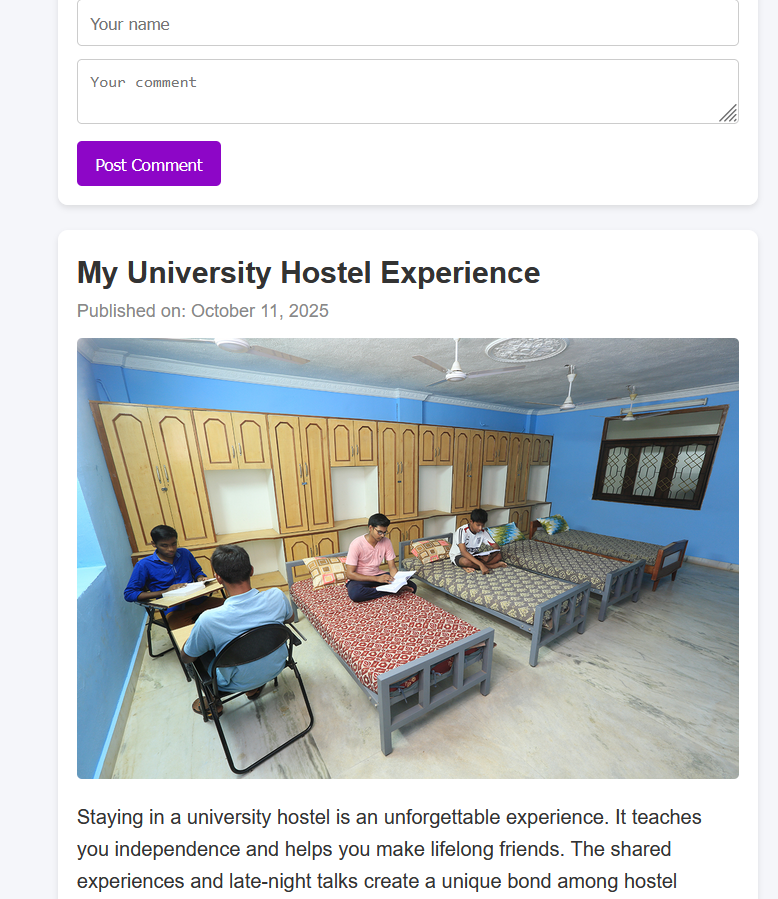 Your name
Your comment
Post Comment
My University Hostel Experience
Published on: October 11, 2025
Staying in a university hostel is an unforgettable experience. It teaches
you independence and helps you make lifelong friends. The shared
experiences and late-night talks create a unique bond among hostel